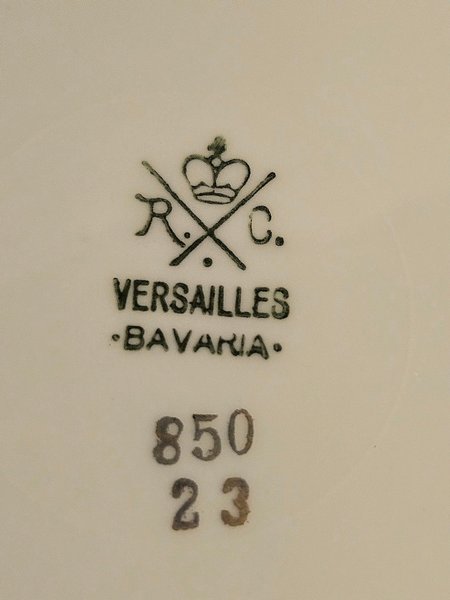 R. C.
VERSAILLES
·BAVARIA·
850
23